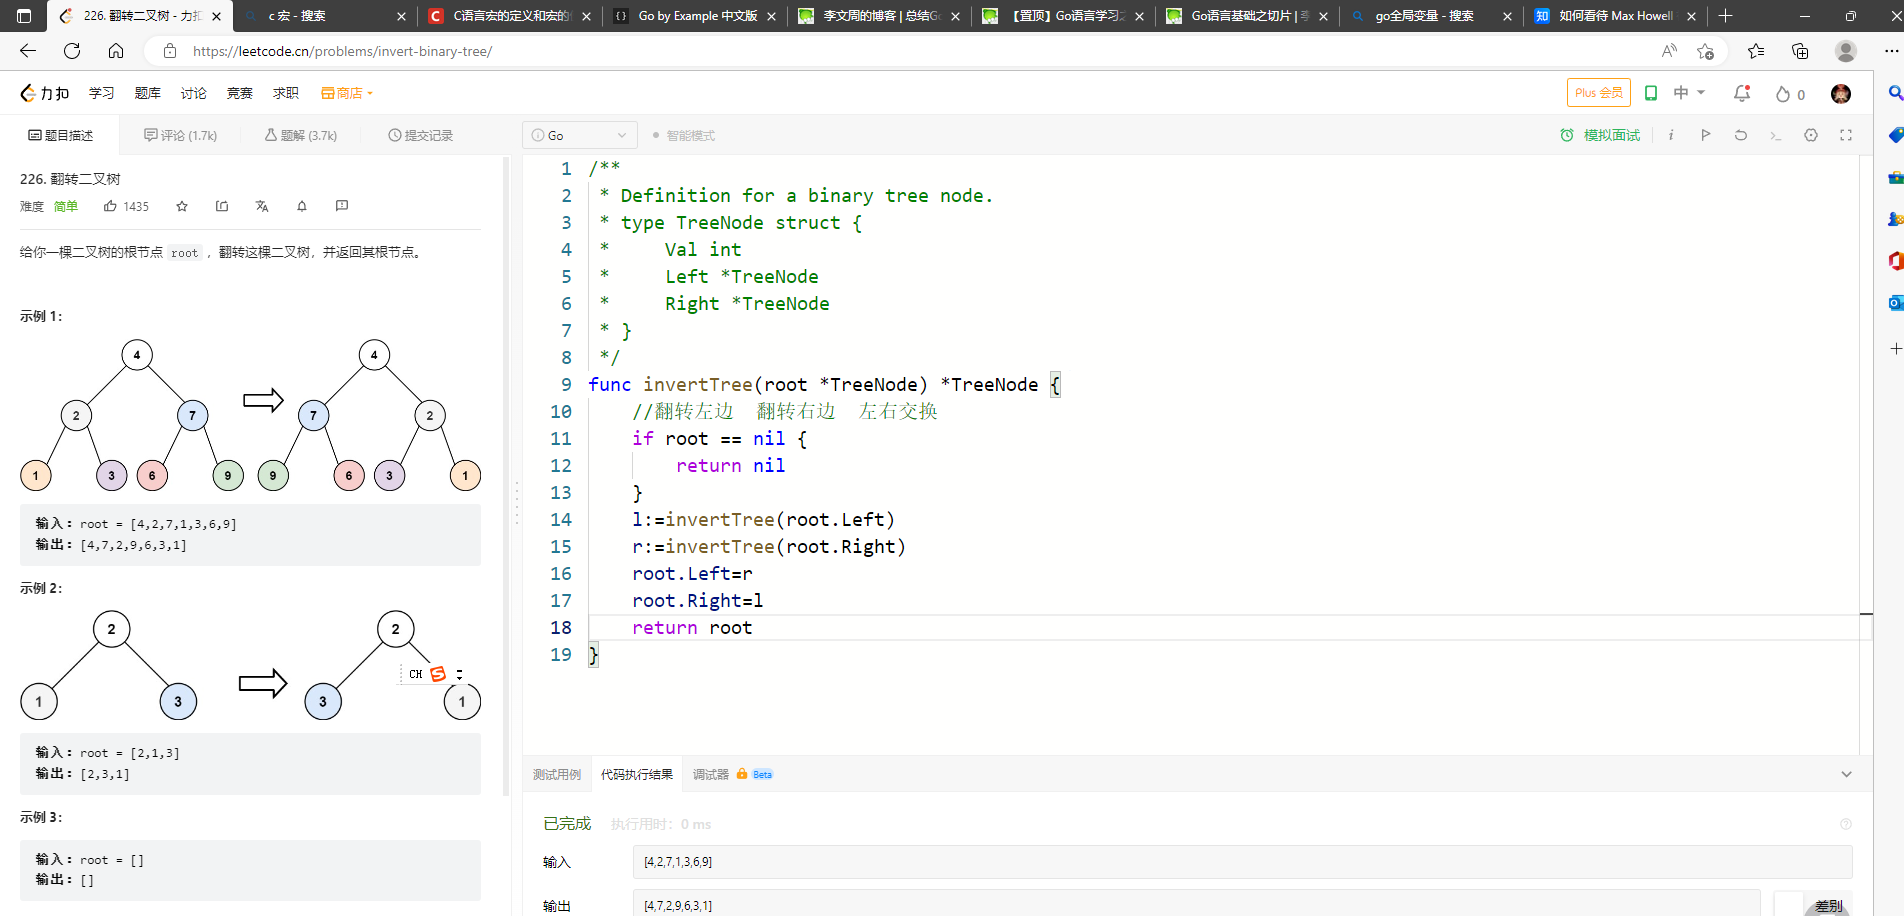 226. 翻转二叉树 - 力扣
c 宏 - 搜索
C语言宏的定义和宏的
Go by Example 中文版
李文周的博客 | 总结Go
【置顶】Go语言学习之
Go语言基础之切片 | 李
go全局变量 - 搜索
知 如何看待 Max Howell
https://leetcode.cn/problems/invert-binary-tree/
力扣 学习 题库 讨论 竞赛 求职 商店
Plus 会员 中 0
题目描述 评论 (1.7k) 题解 (3.7k) 提交记录
Go 智能模式 模拟面试
226. 翻转二叉树
难度 简单 1435
给你一棵二叉树的根节点 root ，翻转这棵二叉树，并返回其根节点。
示例 1：
4 4
2 7 7 2
1 3 6 9 9 6 3 1
输入：root = [4,2,7,1,3,6,9]
输出：[4,7,2,9,6,3,1]
示例 2：
2 2
CH
1 3 3 1
输入：root = [2,1,3]
输出：[2,3,1]
示例 3：
输入：root = []
输出：[]
1 /**
2 * Definition for a binary tree node.
3 * type TreeNode struct {
4 * Val int
5 * Left *TreeNode
6 * Right *TreeNode
7 * }
8 */
9 func invertTree(root *TreeNode) *TreeNode {
10 //翻转左边 翻转右边 左右交换
11 if root == nil {
12 return nil
13 }
14 l:=invertTree(root.Left)
15 r:=invertTree(root.Right)
16 root.Left=r
17 root.Right=l
18 return root
19 }
测试用例 代码执行结果 调试器 Beta
已完成 执行用时：0 ms
输入 [4,2,7,1,3,6,9]
输出 [4,7,2,9,6,3,1] 差别